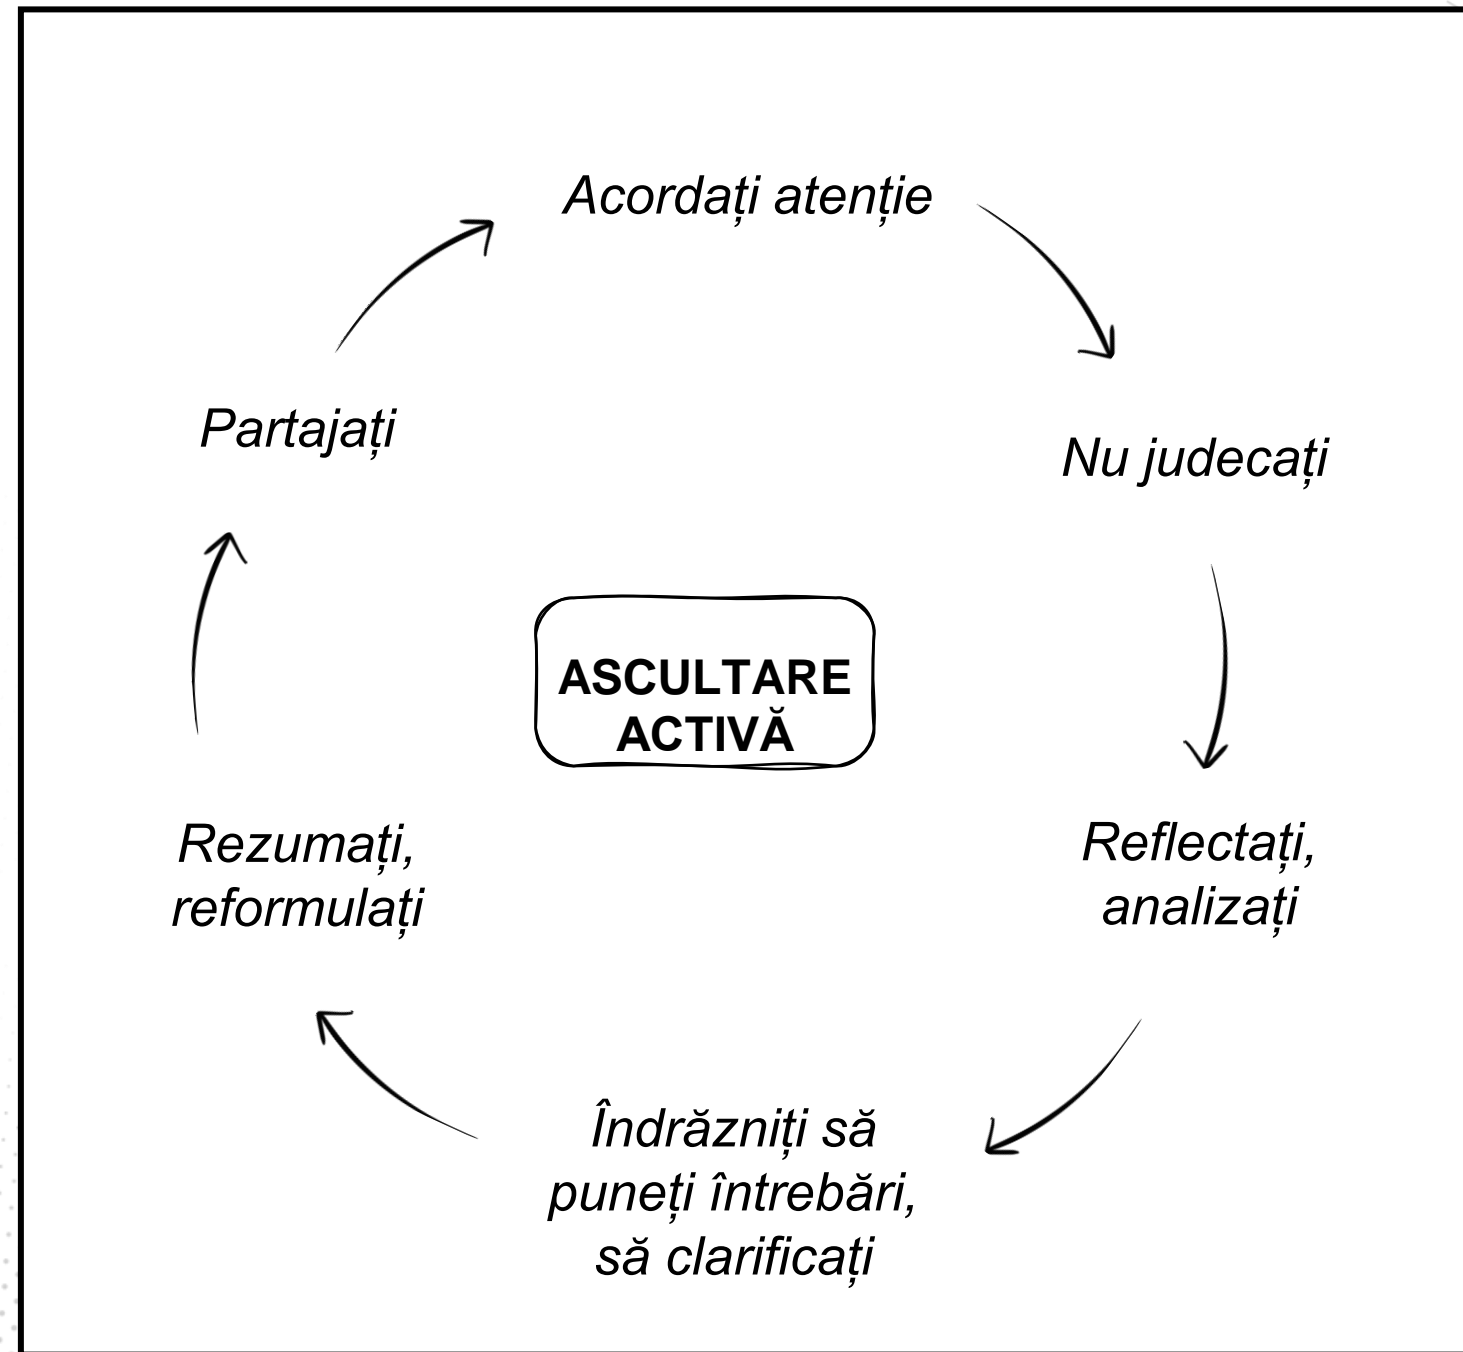 Acordați atenție
Nu judecați
Reflectați,
analizați
Îndrăzniți să
puneți întrebări,
să clarificați
Rezumați,
reformulați
Partajați
ASCULTARE
ACTIVĂ